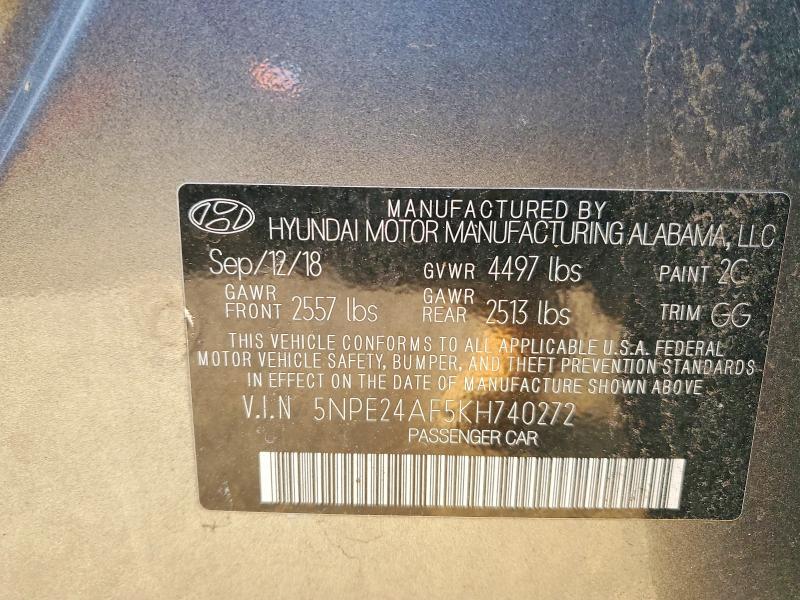 MANUFACTURED BY
HYUNDAI MOTOR MANUFACTURING ALABAMA, LLC
Sep/12/18 GVWR 4497 lbs PAINT 2C
GAWR FRONT 2557 lbs GAWR REAR 2513 lbs TRIM GG
THIS VEHICLE CONFORMS TO ALL APPLICABLE U.S.A. FEDERAL
MOTOR VEHICLE SAFETY, BUMPER, AND THEFT PREVENTION STANDARDS
IN EFFECT ON THE DATE OF MANUFACTURE SHOWN ABOVE
V.I.N 5NPE24AF5KH740272
PASSENGER CAR